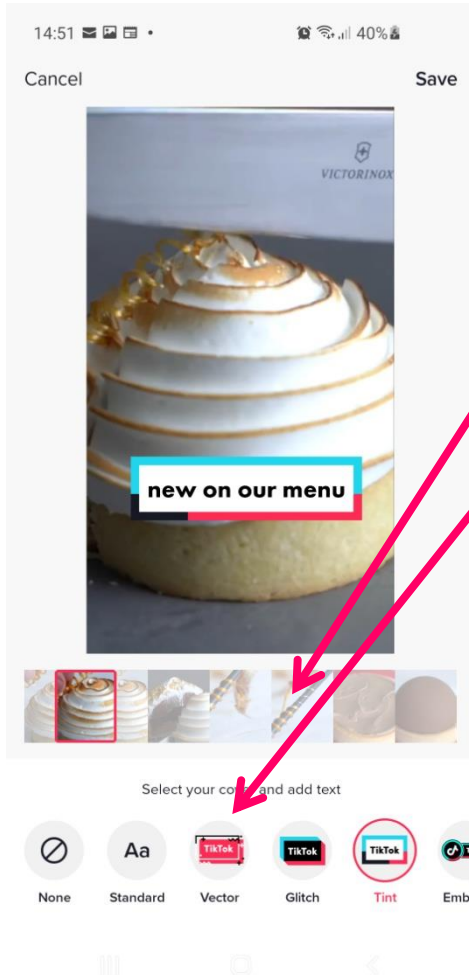 14:51
40%
Cancel Save
VICTORINOX
new on our menu
Select your cover and add text
TikTok TikTok TikTok
None Standard Vector Glitch Tint Emb